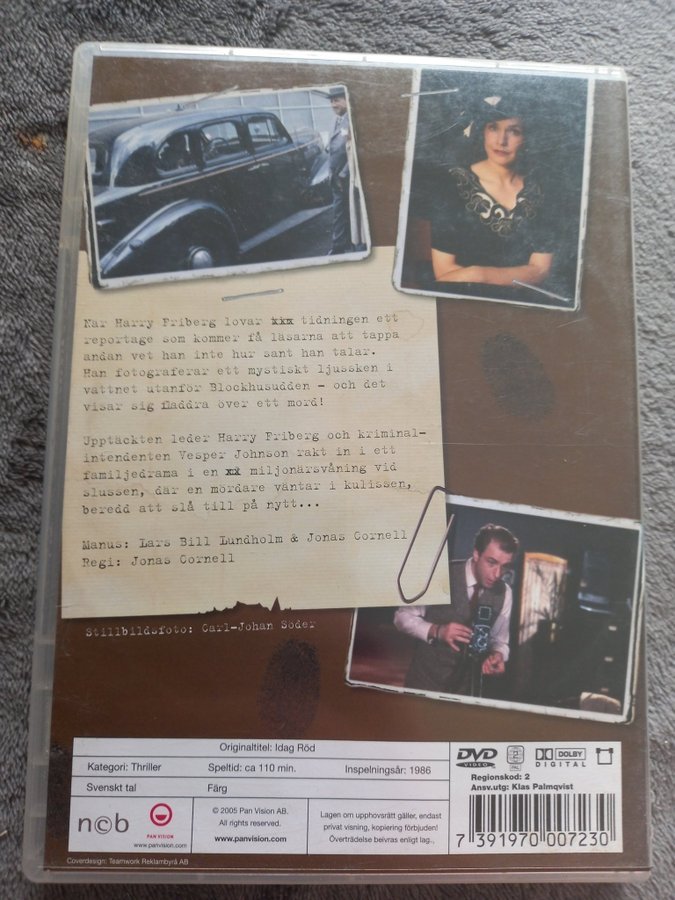 När Harry Friberg lovar xxx tidningen ett
reportage som kommer få läsarna att tappa
andan vet han inte hur sant han talar.
Han fotograferar ett mystiskt ljussken i
vattnet utanför Blockhusudden - och det
visar sig fladdra över ett mord!
Upptäckten leder Harry Friberg och kriminal-
intendenten Vesper Johnson rakt in i ett
familjedrama i en xx miljonärsvåning vid
slussen, där en mördare väntar i kulissen,
beredd att slå till på nytt...
Manus: Lars Bill Lundholm & Jonas Cornell
Regi: Jonas Cornell
Stillbildsfoto: Carl-Johan Söder
Originaltitel: Idag Röd
Kategori: Thriller Speltid: ca 110 min. Inspelningsår: 1986
Svenskt tal Färg
DVD VIDEO PAL DOLBY DIGITAL
Regionskod: 2
Ansv.utg: Klas Palmqvist
ncb PAN VISION
www.panvision.com
© 2005 Pan Vision AB.
All rights reserved.
www.panvision.com
Lagen om upphovsrätt gäller, endast
privat visning, kopiering förbjuden!
Överträdelse beivras enligt lag.,
7 391970 007230
Coverdesign: Teamwork Reklambyrå AB